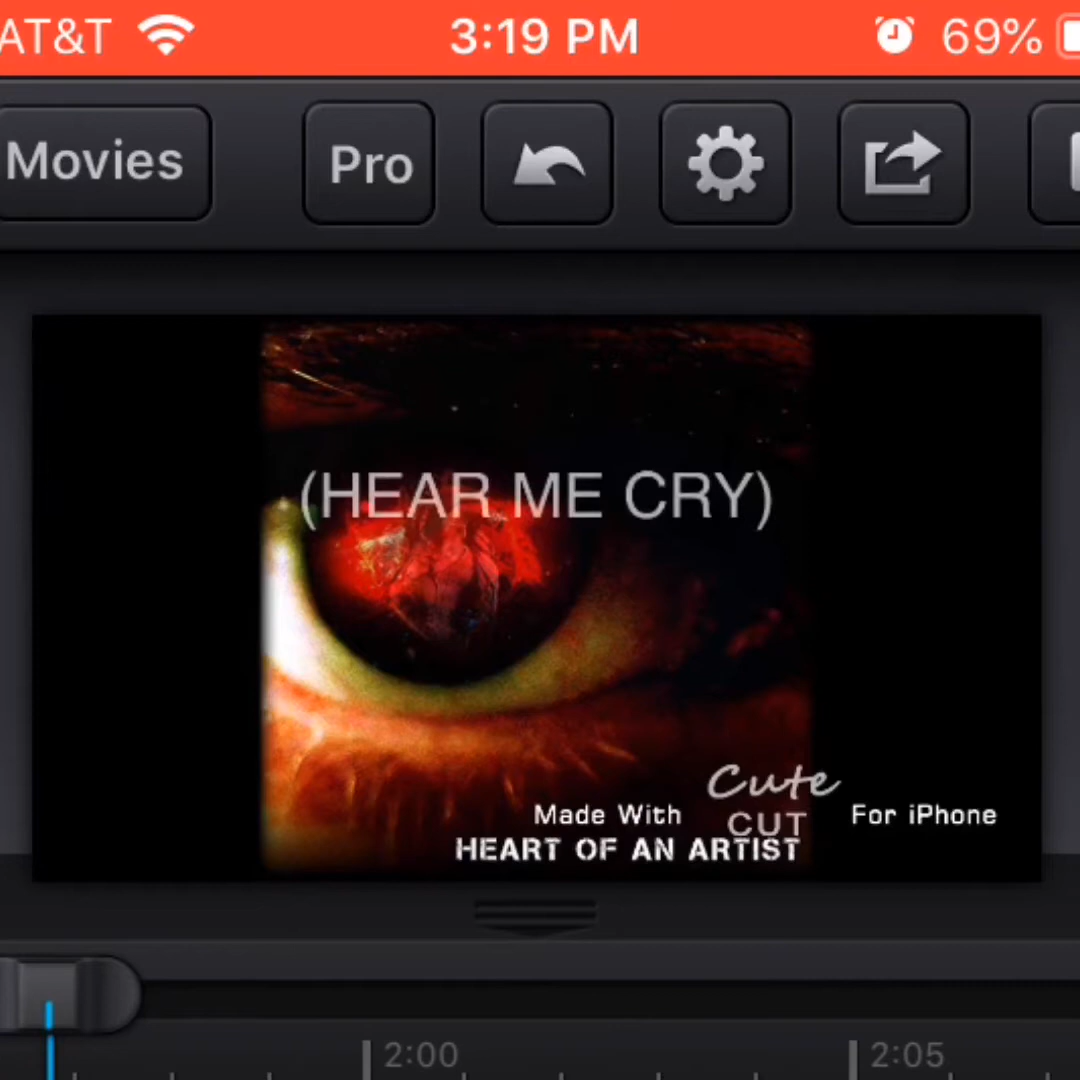 AT&T 3:19 PM 69%
Movies Pro
(HEAR ME CRY)
Cute
Made With CUT For iPhone
HEART OF AN ARTIST
2:00 2:05